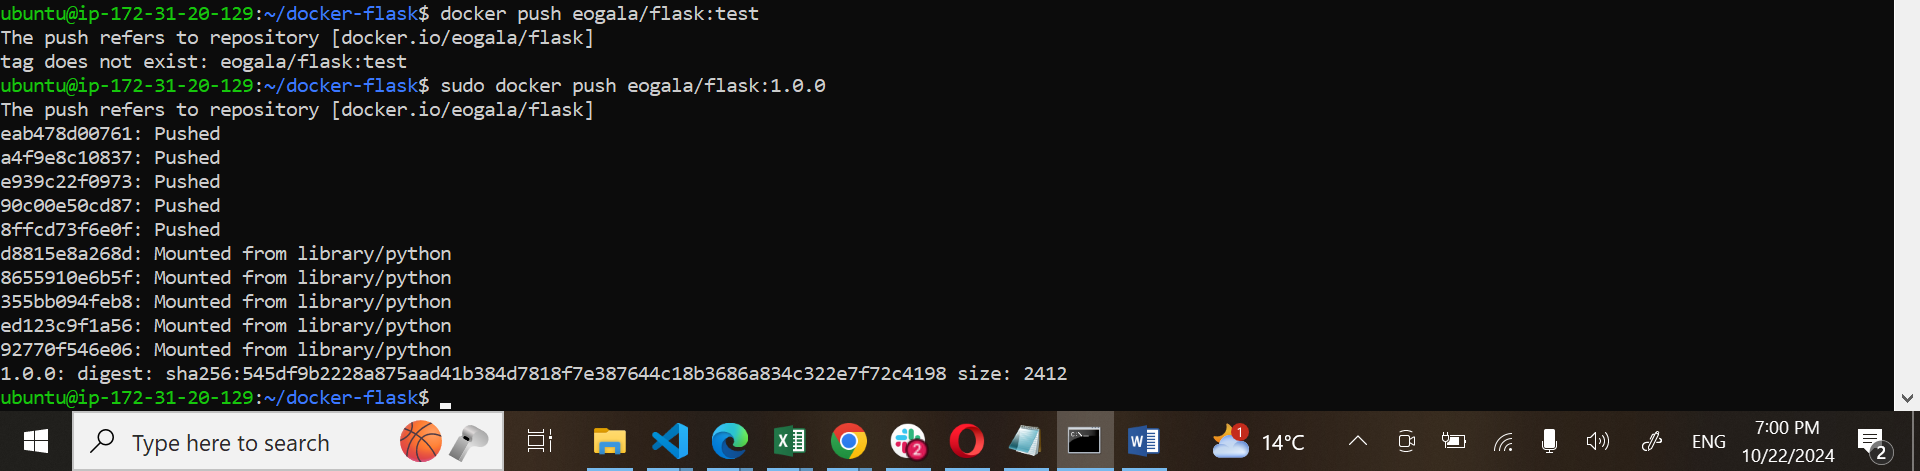 ubuntu@ip-172-31-20-129:~/docker-flask$ docker push eogala/flask:test
The push refers to repository [docker.io/eogala/flask]
tag does not exist: eogala/flask:test
ubuntu@ip-172-31-20-129:~/docker-flask$ sudo docker push eogala/flask:1.0.0
The push refers to repository [docker.io/eogala/flask]
eab478d00761: Pushed
a4f9e8c10837: Pushed
e939c22f0973: Pushed
90c00e50cd87: Pushed
8ffcd73f6e0f: Pushed
d8815e8a268d: Mounted from library/python
8655910e6b5f: Mounted from library/python
355bb094feb8: Mounted from library/python
ed123c9f1a56: Mounted from library/python
92770f546e06: Mounted from library/python
1.0.0: digest: sha256:545df9b2228a875aad41b384d7818f7e387644c18b3686a834c322e7f72c4198 size: 2412
ubuntu@ip-172-31-20-129:~/docker-flask$
Type here to search
2
1
14°C
ENG
7:00 PM
10/22/2024
2